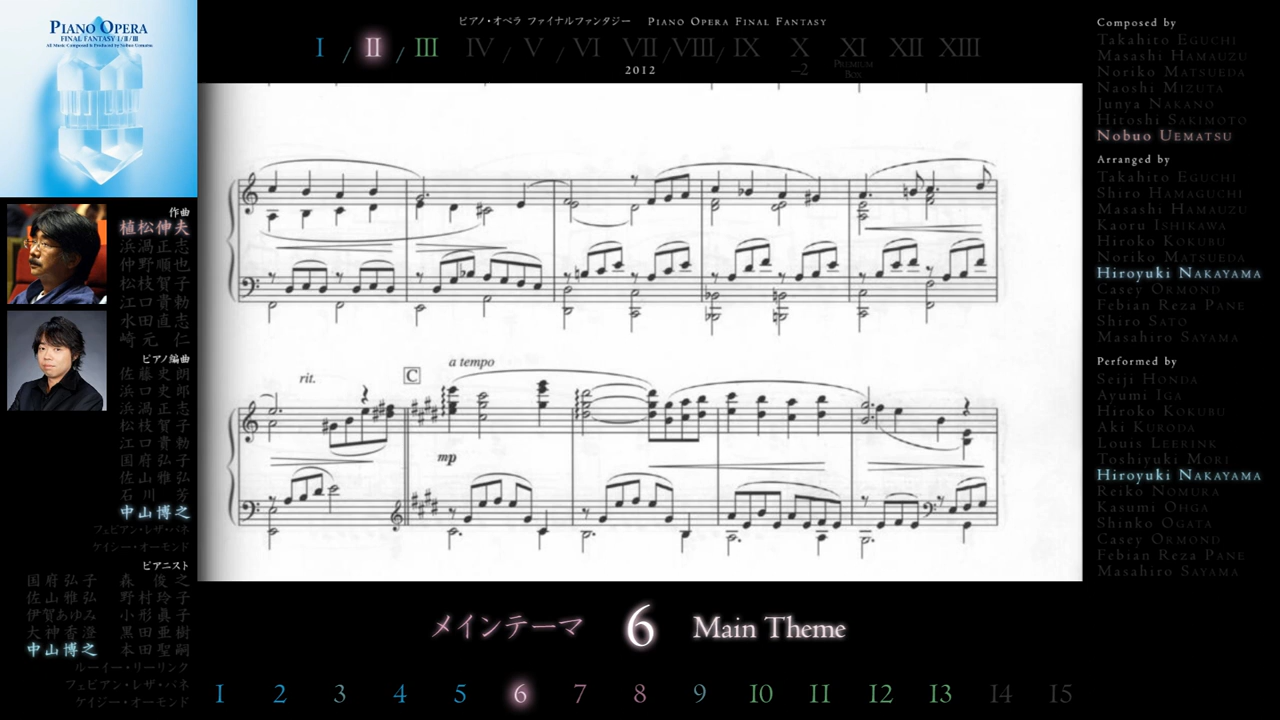 PIANO OPERA
FINAL FANTASY I/II/III
All Music Composed & Produced by Nobuo Uematsu
ピアノ・オペラ ファイナルファンタジー PIANO OPERA FINAL FANTASY
I / II / III IV / V / VI VII / VIII / IX X XI XII XIII
2012 –2 PREMIUM
BOX
作曲
植松伸夫
浜渦正志
仲野順也
松枝賀子
江口貴勅
水田直志
崎元 仁
ピアノ編曲
佐藤史朗
浜口史郎
浜渦正志
松枝賀子
江口貴勅
国府弘子
佐山雅弘
石川 芳
中山博之
フェビアン・レザ・パネ
ケイシー・オーモンド
ピアニスト
国府弘子 森 俊之
佐山雅弘 野村玲子
伊賀あゆみ 小形眞子
大神香澄 黒田亜樹
中山博之 本田聖嗣
ルーイー・リーリンク
フェビアン・レザ・パネ
ケイジー・オーモンド
rit.
C
a tempo
mp
Composed by
Takahito EGUCHI
Masashi HAMAUZU
Noriko MATSUEDA
Naoshi MIZUTA
Junya NAKANO
Hitoshi SAKIMOTO
Nobuo UEMATSU
Arranged by
Takahito EGUCHI
Shiro HAMAGUCHI
Masashi HAMAUZU
Kaoru ISHIKAWA
Hiroko KOKUBU
Noriko MATSUEDA
Hiroyuki NAKAYAMA
Casey ORMOND
Febian Reza PANE
Shiro SATO
Masahiro SAYAMA
Performed by
Seiji HONDA
Ayumi IGA
Hiroko KOKUBU
Aki KURODA
Louis LEERINK
Toshiyuki MORI
Hiroyuki NAKAYAMA
Reiko NOMURA
Kasumi OHGA
Shinko OGATA
Casey ORMOND
Febian Reza PANE
Masahiro SAYAMA
メインテーマ 6 Main Theme
1 2 3 4 5 6 7 8 9 10 11 12 13 14 15